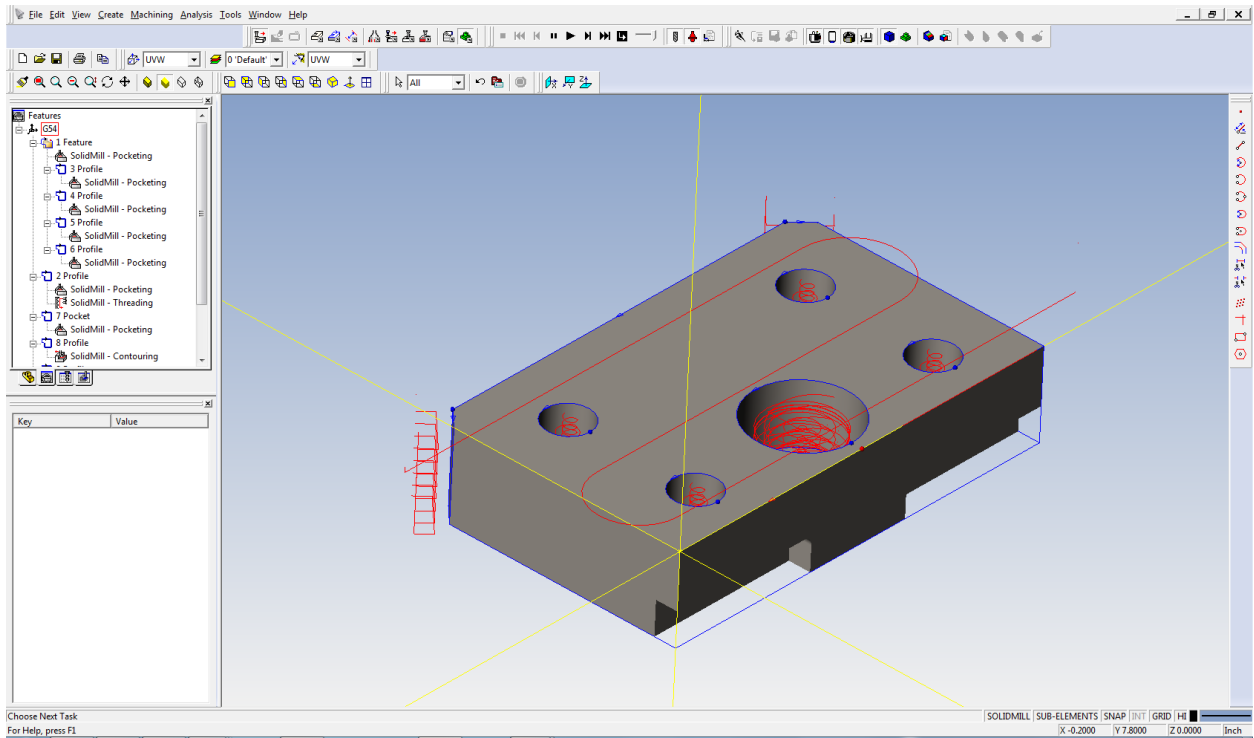 File Edit View Create Machining Analysis Tools Window Help
UVW 0 'Default' UVW
All
Features
G54
1 Feature
SolidMill - Pocketing
3 Profile
SolidMill - Pocketing
4 Profile
SolidMill - Pocketing
5 Profile
SolidMill - Pocketing
6 Profile
SolidMill - Pocketing
2 Profile
SolidMill - Pocketing
SolidMill - Threading
7 Pocket
SolidMill - Pocketing
8 Profile
SolidMill - Contouring
Key Value
Choose Next Task
SOLIDMILL SUB-ELEMENTS SNAP INT GRID HI
For Help, press F1
X -0.2000 Y 7.8000 Z 0.0000 Inch